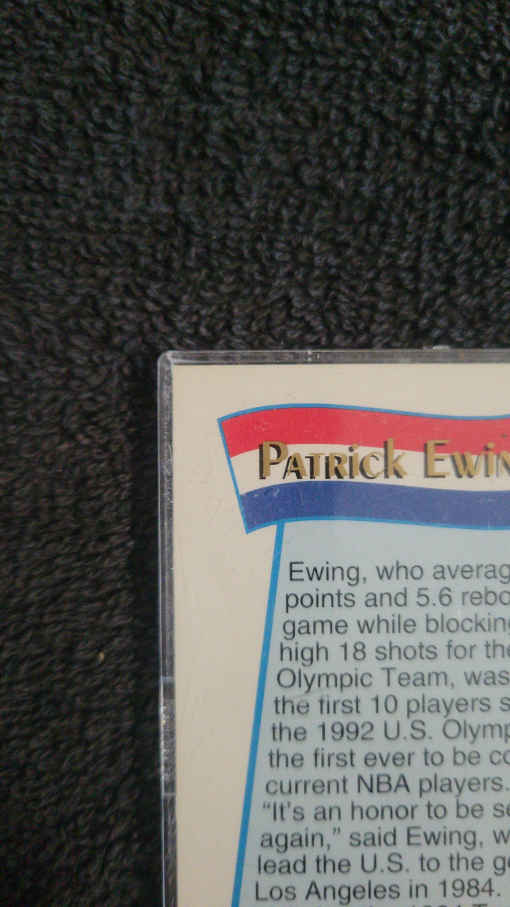 PATRICK EWIN
Ewing, who averag
points and 5.6 rebo
game while blocking
high 18 shots for the
Olympic Team, was
the first 10 players s
the 1992 U.S. Olymp
the first ever to be co
current NBA players.
"It's an honor to be se
again," said Ewing, w
lead the U.S. to the g
Los Angeles in 1984.